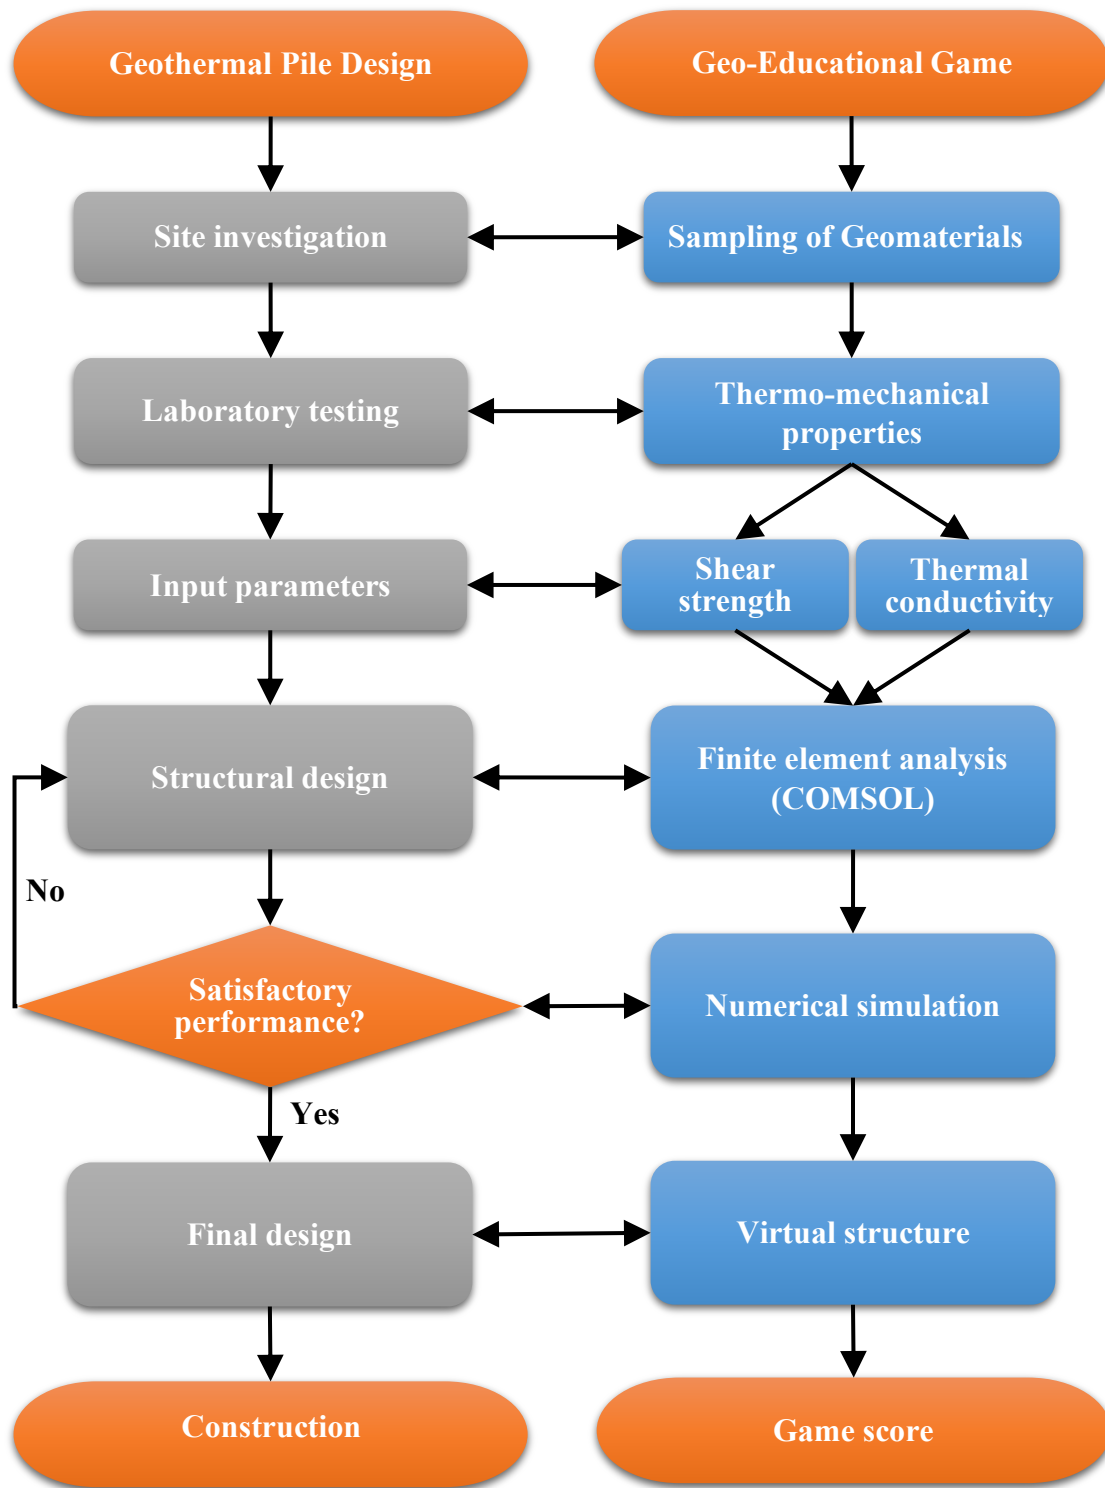 Geothermal Pile Design
Geo-Educational Game
Site investigation
Sampling of Geomaterials
Laboratory testing
Thermo-mechanical
properties
Input parameters
Shear
strength
Thermal
conductivity
Structural design
Finite element analysis
(COMSOL)
No
Satisfactory
performance?
Numerical simulation
Yes
Final design
Virtual structure
Construction
Game score